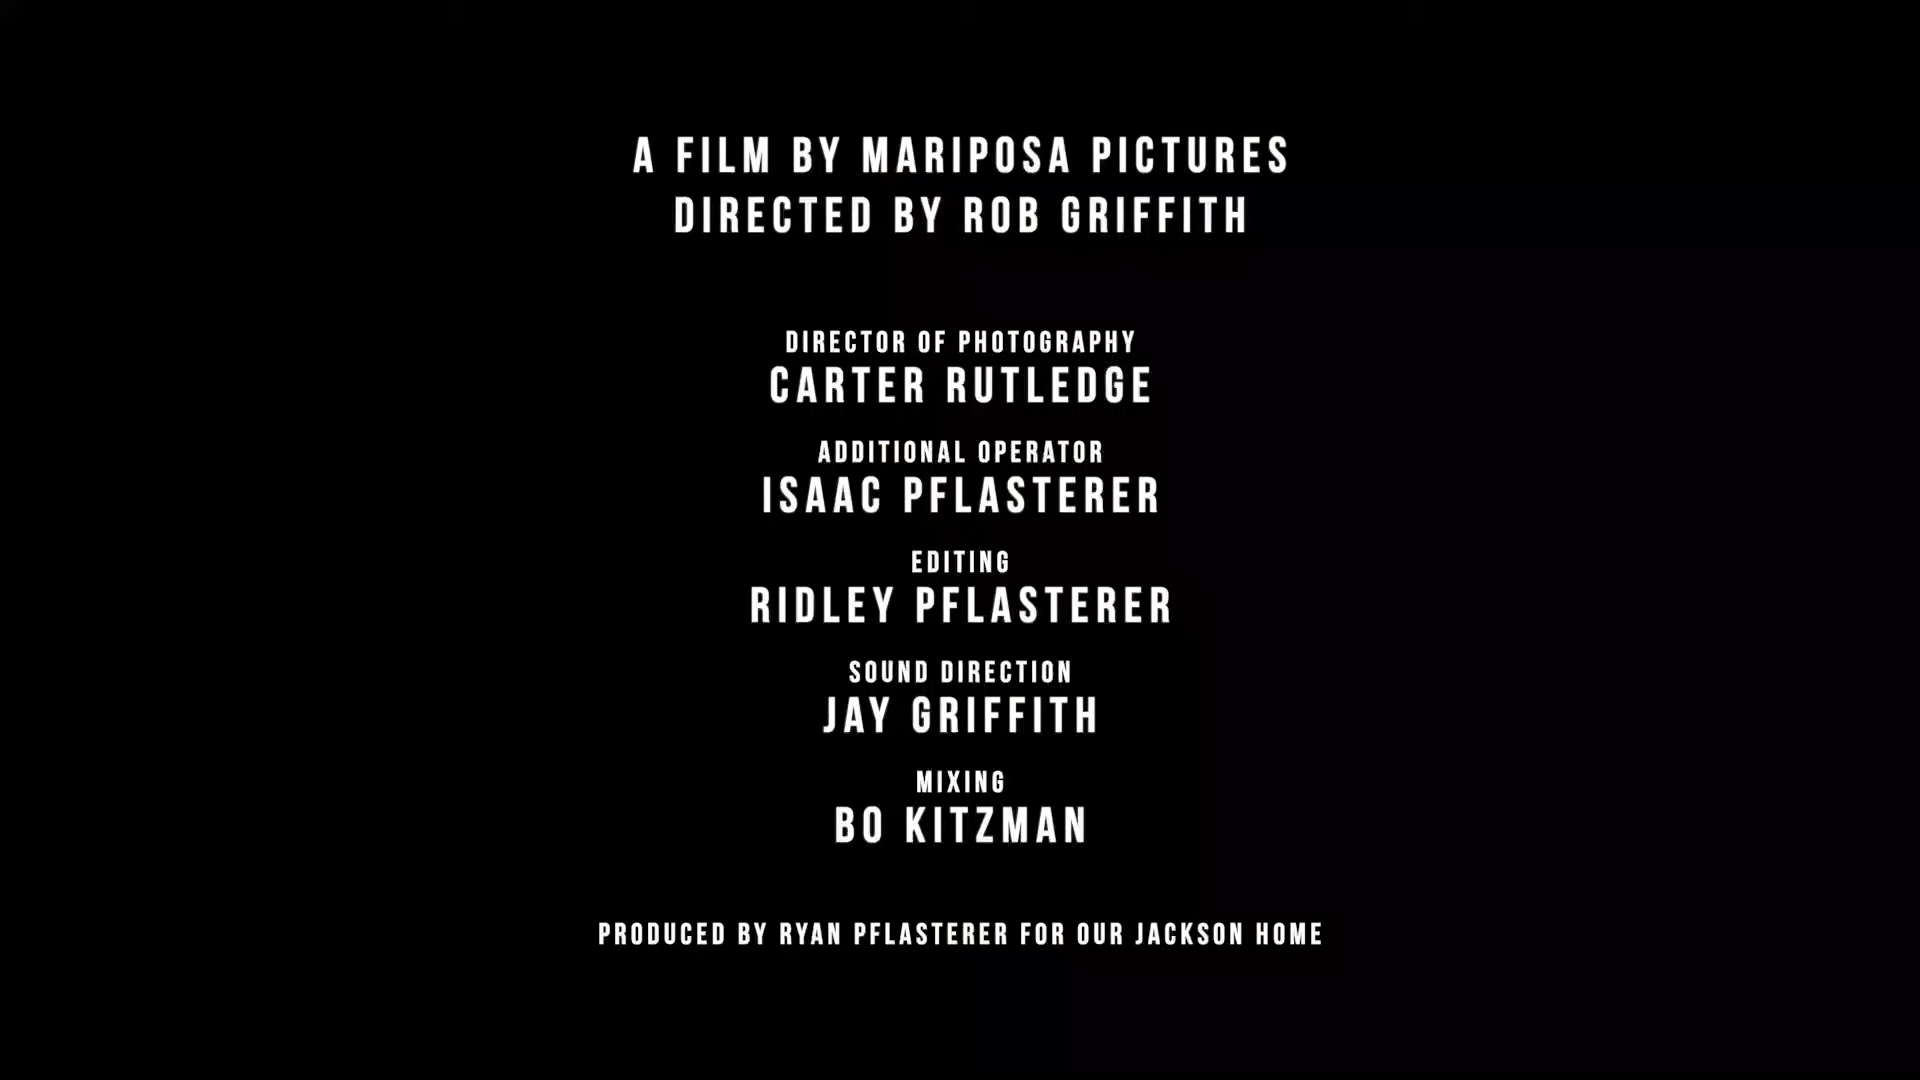 A FILM BY MARIPOSA PICTURES
DIRECTED BY ROB GRIFFITH
DIRECTOR OF PHOTOGRAPHY
CARTER RUTLEDGE
ADDITIONAL OPERATOR
ISAAC PFLASTERER
EDITING
RIDLEY PFLASTERER
SOUND DIRECTION
JAY GRIFFITH
MIXING
BO KITZMAN
PRODUCED BY RYAN PFLASTERER FOR OUR JACKSON HOME